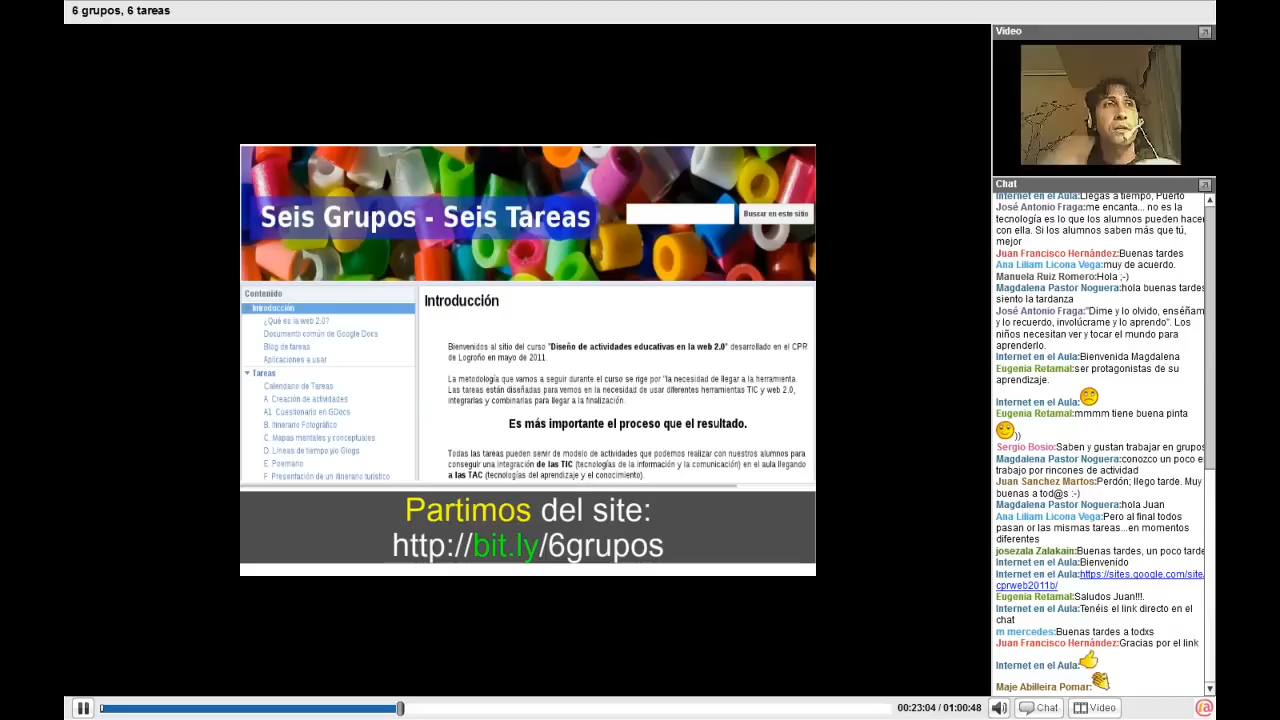 6 grupos, 6 tareas
Seis Grupos - Seis Tareas
Buscar en este sitio
Contenido
Introducción
¿Qué es la web 2.0?
Documento común de Google Docs
Blog de tareas
Aplicaciones a usar
Tareas
Calendario de Tareas
A. Creación de actividades
A1. Cuestionario en GDocs
B. Itinerario Fotográfico
C. Mapas mentales y conceptuales
D. Líneas de tiempo y/o Glogs
E. Poemario
F. Presentación de un itinerario turístico
Introducción
Bienvenidos al sitio del curso "Diseño de actividades educativas en la web 2.0" desarrollado en el CPR
de Logroño en mayo de 2011.
La metodología que vamos a seguir durante el curso se rige por "la necesidad de llegar a la herramienta.
Las tareas están diseñadas para vernos en la necesidad de usar diferentes herramientas TIC y web 2.0,
integrarlas y combinarlas para llegar a la finalización.
Es más importante el proceso que el resultado.
Todas las tareas pueden servir de modelo de actividades que podemos realizar con nuestros alumnos para
conseguir una integración de las TIC (tecnologías de la información y la comunicación) en el aula llegando
a las TAC (tecnologías del aprendizaje y el conocimiento).
Partimos del site:
http://bit.ly/6grupos
Video
Chat
Internet en el Aula:Llegas a tiempo, Puerto
José Antonio Fraga:me encanta... no es la
tecnología es lo que los alumnos pueden hacer
con ella. Si los alumnos saben más que tú,
mejor
Juan Francisco Hernández:Buenas tardes
Ana Liliam Licona Vega:muy de acuerdo.
Manuela Ruiz Romero:Hola ;-)
Magdalena Pastor Noguera:hola buenas tardes
siento la tardanza
José Antonio Fraga:"Dime y lo olvido, enséñam
y lo recuerdo, involúcrame y lo aprendo". Los
niños necesitan ver y tocar el mundo para
aprenderlo.
Internet en el Aula:Bienvenida Magdalena
Eugenia Retamal:ser protagonistas de su
aprendizaje.
Internet en el Aula:
Eugenia Retamal:mmmm tiene buena pinta
))
Sergio Bosio:Saben y gustan trabajar en grupos
Magdalena Pastor Noguera:conozco un poco e
trabajo por rincones de actividad
Juan Sanchez Martos:Perdón; llego tarde. Muy
buenas a tod@s :-)
Magdalena Pastor Noguera:hola Juan
Ana Liliam Licona Vega:Pero al final todos
pasan or las mismas tareas...en momentos
diferentes
josezala Zalakain:Buenas tardes, un poco tarde
Internet en el Aula:Bienvenido
Internet en el Aula:https://sites.google.com/site/
cprweb2011b/
Eugenia Retamal:Saludos Juan!!!.
Internet en el Aula:Tenéis el link directo en el
chat
m mercedes:Buenas tardes a todxs
Juan Francisco Hernández:Gracias por el link
Internet en el Aula:
Maje Abilleira Pomar:
00:23:04 / 01:00:48
Chat
Video